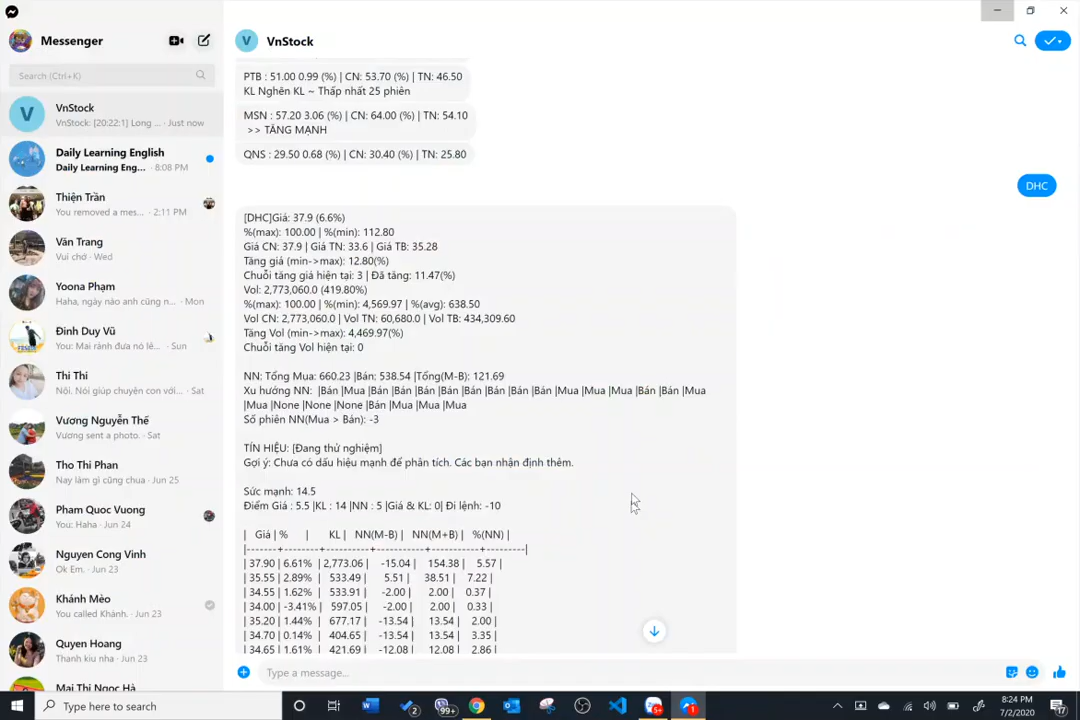 Messenger
Search (Ctrl+K)
V
VnStock
VnStock: [20:22:1] Long ... · Just now
Daily Learning English
Daily Learning Eng... · 8:08 PM
Thiện Trần
You removed a mes... · 2:11 PM
Văn Trang
Vui chớ · Wed
Yoona Phạm
Haha, ngày nào anh cũng n... · Mon
Đinh Duy Vũ
You: Mai rảnh đưa nó lê... · Sun
Thi Thi
Nói. Nói giúp chuyện con với... · Sat
Vương Nguyễn Thế
Vương sent a photo. · Sat
Tho Thi Phan
Nay làm gì cũng chua · Jun 25
Pham Quoc Vuong
You: Haha · Jun 24
Nguyen Cong Vinh
Ok Em. · Jun 23
Khánh Mèo
You called Khánh. · Jun 23
Quyen Hoang
Thanh kiu nha · Jun 23
Mai Thi Ngoc Hà
V VnStock
PTB : 51.00 0.99 (%) | CN: 53.70 (%) | TN: 46.50
KL Nghẽn KL ~ Thấp nhất 25 phiên
MSN : 57.20 3.06 (%) | CN: 64.00 (%) | TN: 54.10
>> TĂNG MẠNH
QNS : 29.50 0.68 (%) | CN: 30.40 (%) | TN: 25.80
DHC
[DHC]Giá: 37.9 (6.6%)
%(max): 100.00 | %(min): 112.80
Giá CN: 37.9 | Giá TN: 33.6 | Giá TB: 35.28
Tăng giá (min->max): 12.80(%)
Chuỗi tăng giá hiện tại: 3 | Đã tăng: 11.47(%)
Vol: 2,773,060.0 (419.80%)
%(max): 100.00 | %(min): 4,569.97 | %(avg): 638.50
Vol CN: 2,773,060.0 | Vol TN: 60,680.0 | Vol TB: 434,309.60
Tăng Vol (min->max): 4,469.97(%)
Chuỗi tăng Vol hiện tại: 0
NN: Tổng Mua: 660.23 |Bán: 538.54 |Tổng(M-B): 121.69
Xu hướng NN: |Bán |Mua |Bán |Bán |Bán |Bán |Bán |Bán |Bán |Bán |Mua |Mua |Mua |Bán |Bán |Mua
|Mua |None |None |None |Bán |Mua |Mua |Mua
Số phiên NN(Mua > Bán): -3
TÍN HIỆU: [Đang thử nghiệm]
Gợi ý: Chưa có dấu hiệu mạnh để phân tích. Các bạn nhận định thêm.
Sức mạnh: 14.5
Điểm Giá : 5.5 |KL : 14 |NN : 5 |Giá & KL: 0| Đi lệnh: -10
| Giá | % | KL | NN(M-B) | NN(M+B) | %(NN) |
|-------+--------+---------+----------+---------+---------|
| 37.90 | 6.61% | 2,773.06 | -15.04 | 154.38 | 5.57 |
| 35.55 | 2.89% | 533.49 | 5.51 | 38.51 | 7.22 |
| 34.55 | 1.62% | 533.91 | -2.00 | 2.00 | 0.37 |
| 34.00 | -3.41% | 597.05 | -2.00 | 2.00 | 0.33 |
| 35.20 | 1.44% | 677.17 | -13.54 | 13.54 | 2.00 |
| 34.70 | 0.14% | 404.65 | -13.54 | 13.54 | 3.35 |
| 34.65 | 1.61% | 421.69 | -12.08 | 12.08 | 2.86 |
Type a message...
Type here to search
2
99+
5+
1
8:24 PM
7/2/2020
17